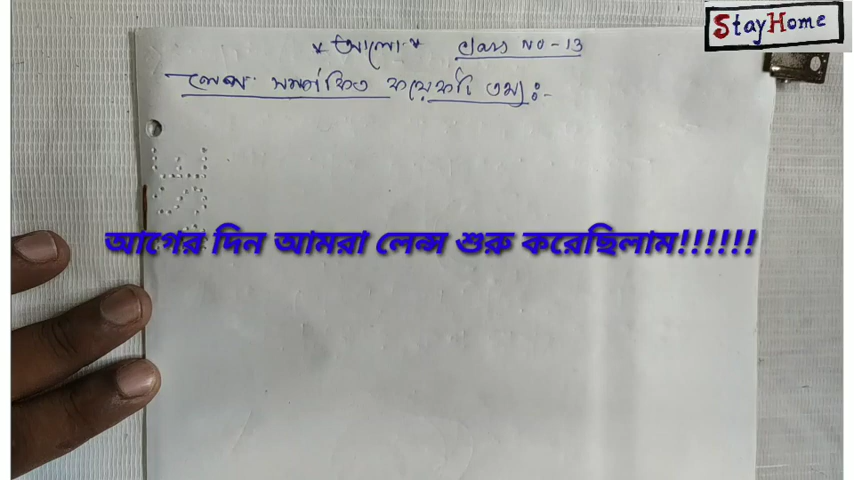 StayHome
* আলো * Class NO - 13
লেন্স সম্পর্কিত কয়েকটি তথ্য :-
আগের দিন আমরা লেন্স শুরু করেছিলাম!!!!!!